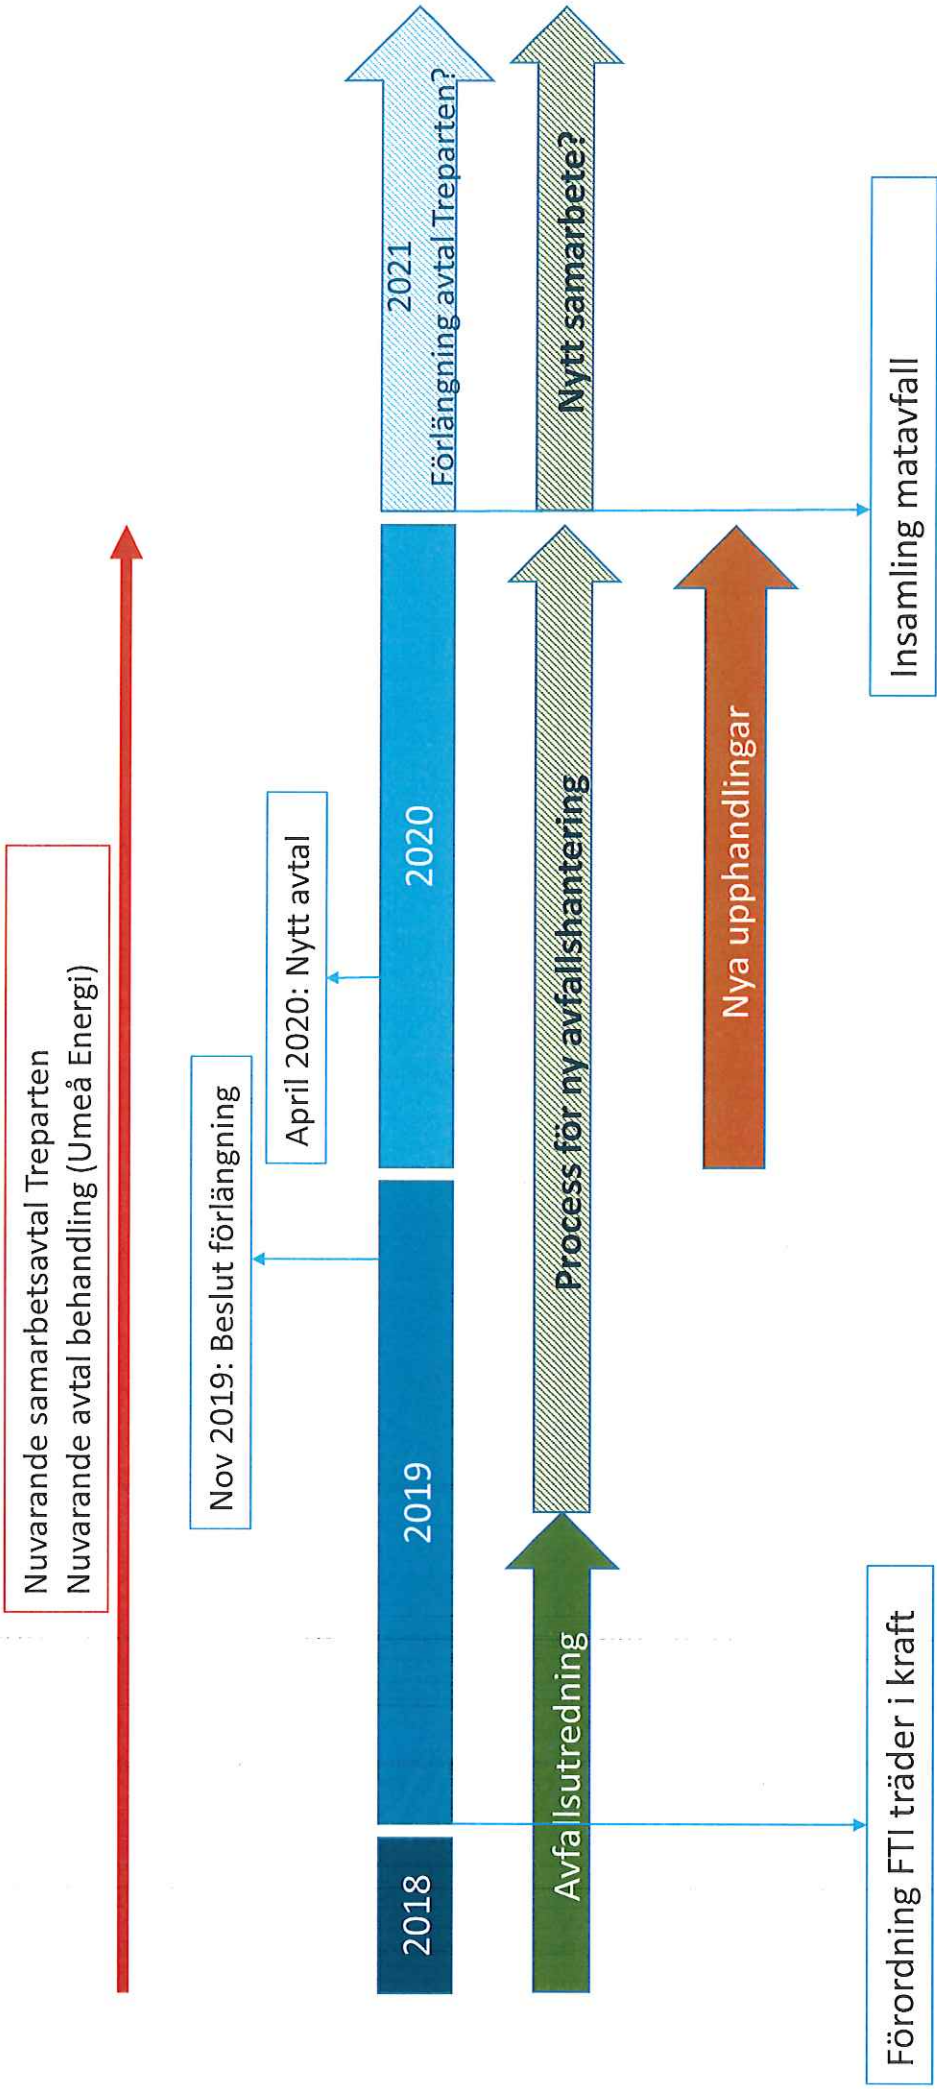 Nuvarande samarbetsavtal Treparten
Nuvarande avtal behandling (Umeå Energi)
Nov 2019: Beslut förlängning
April 2020: Nytt avtal
2018
2019
2020
2021
Förlängning avtal Treparten?
Avfallsutredning
Process för ny avfallshantering
Nytt samarbete?
Nya upphandlingar
Förordning FTI träder i kraft
Insamling matavfall